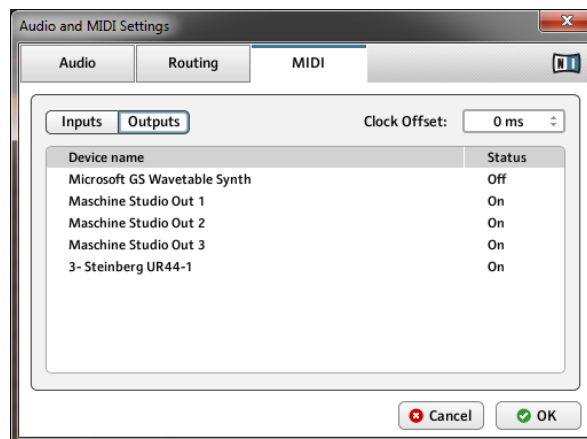 Audio and MIDI Settings
Audio Routing MIDI NI
Inputs Outputs Clock Offset: 0 ms
Device name Status
Microsoft GS Wavetable Synth Off
Maschine Studio Out 1 On
Maschine Studio Out 2 On
Maschine Studio Out 3 On
3- Steinberg UR44-1 On
Cancel OK